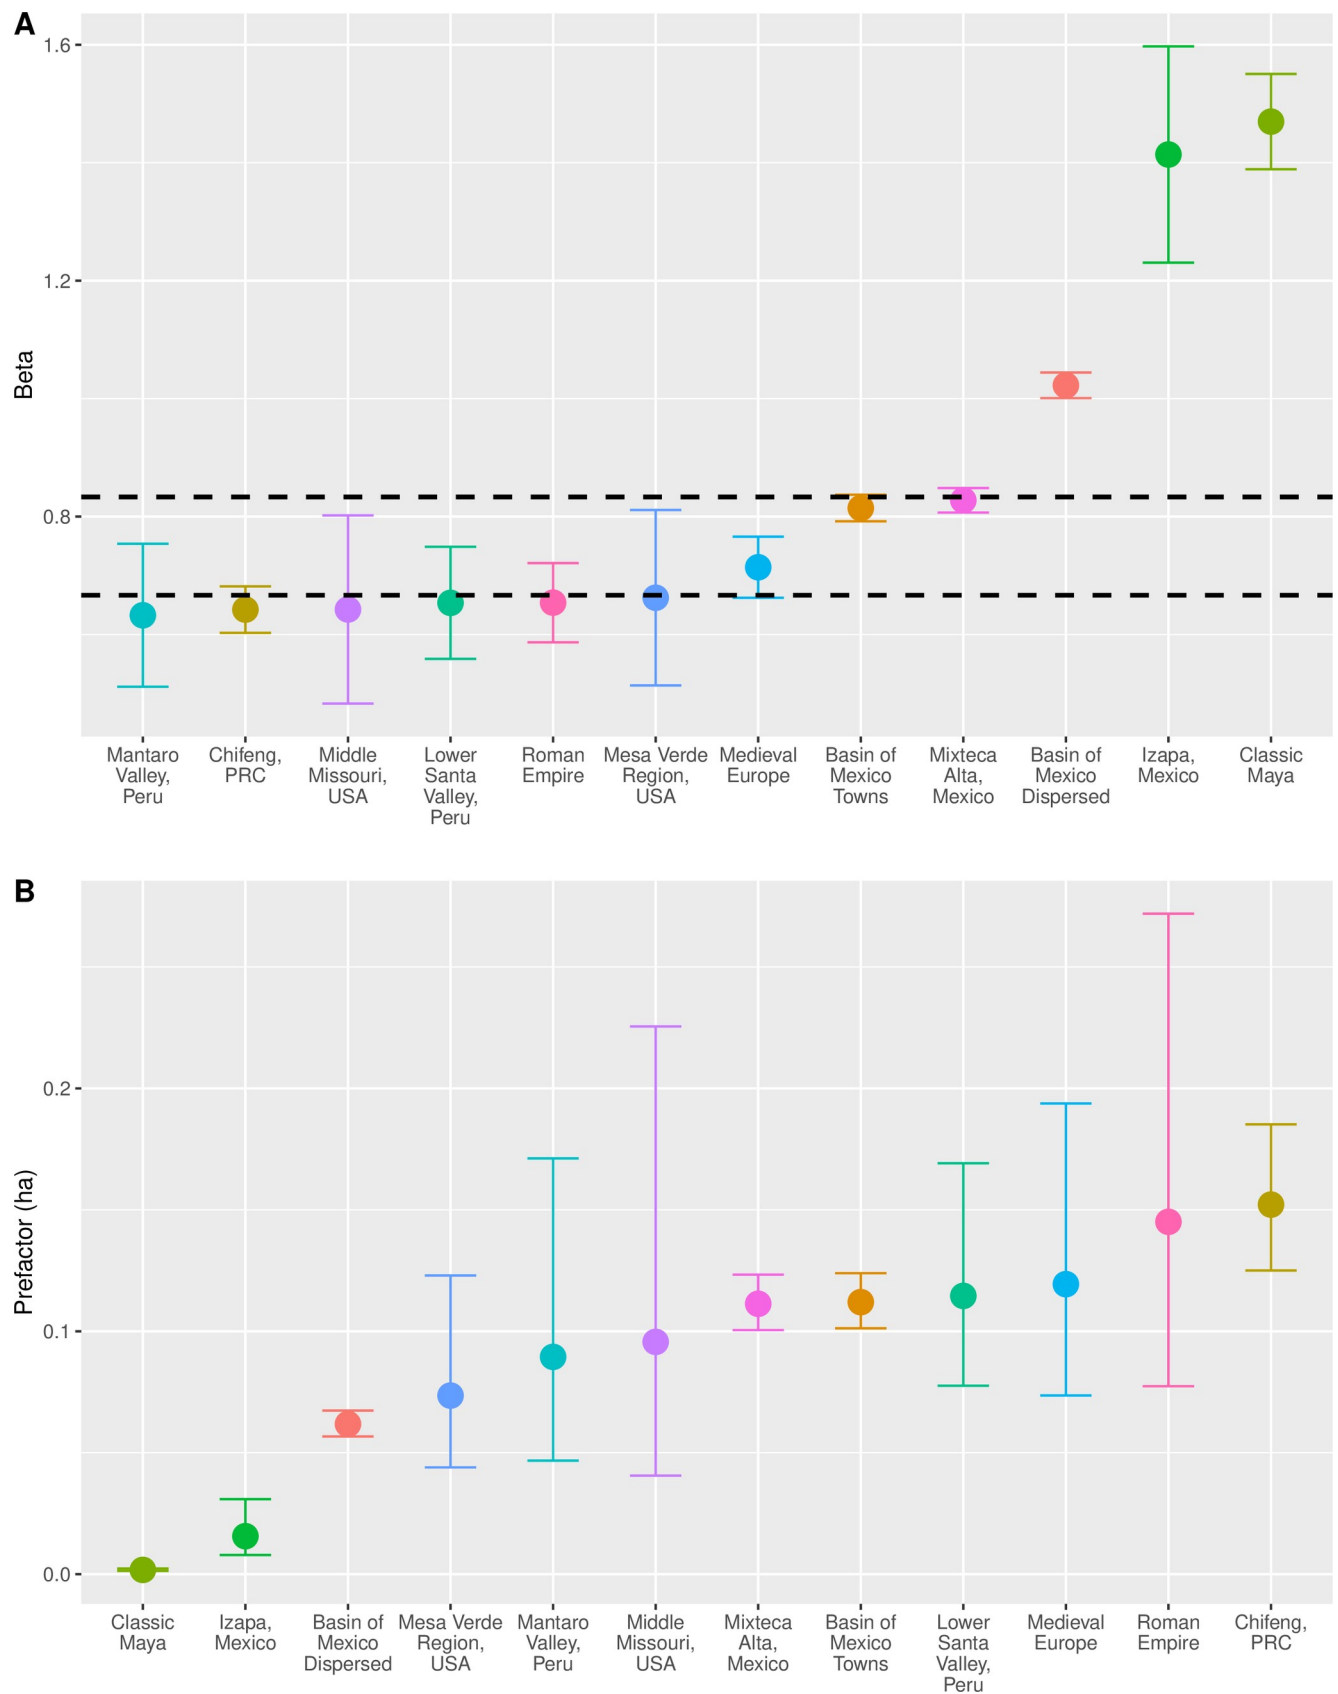 A
1.6
1.2
Beta
0.8
Mantaro Chifeng, Middle Lower Roman Mesa Verde Medieval Basin of Mixteca Basin of Izapa, Classic
Valley, PRC Missouri, Santa Empire Region, Europe Mexico Alta, Mexico Mexico Maya
Peru USA Valley, USA Towns Mexico Dispersed
Peru
B
0.2
Prefactor (ha)
0.1
0.0
Classic Izapa, Basin of Mesa Verde Mantaro Middle Mixteca Basin of Lower Medieval Roman Chifeng,
Maya Mexico Mexico Region, Valley, Missouri, Alta, Mexico Santa Europe Empire PRC
Dispersed USA Peru USA Mexico Towns Valley,
Peru